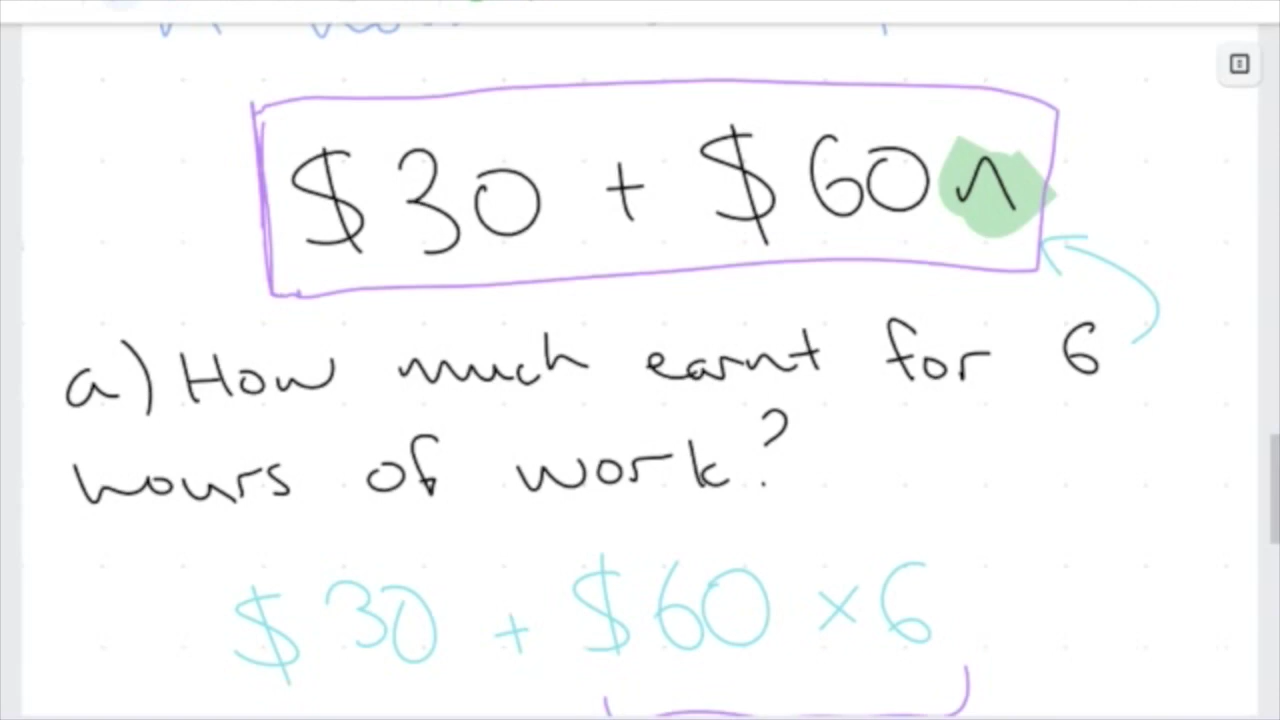 $30 + $60n
a) How much earnt for 6
hours of work?
$30 + $60 × 6